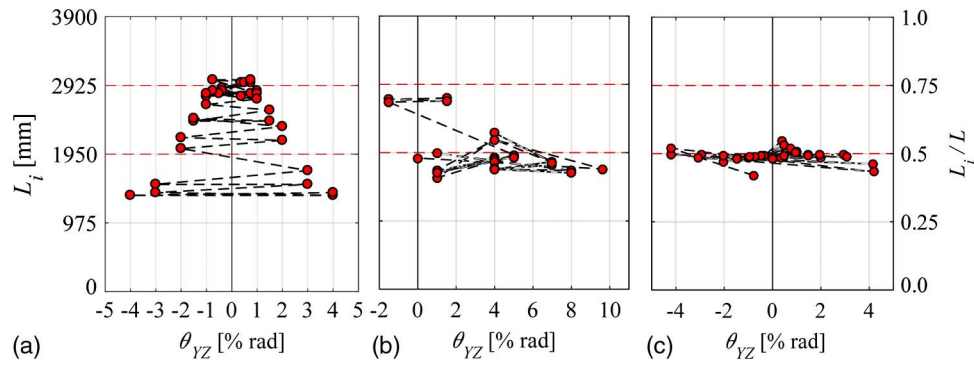 3900
2925
1950
975
0
L_i [mm]
-5 -4 -3 -2 -1 0 1 2 3 4 5
θ_YZ [% rad]
(a)
-2 0 2 4 6 8 10
θ_YZ [% rad]
(b)
-4 -2 0 2 4
θ_YZ [% rad]
(c)
1.0
0.75
0.5
0.25
0.0
L_i / L